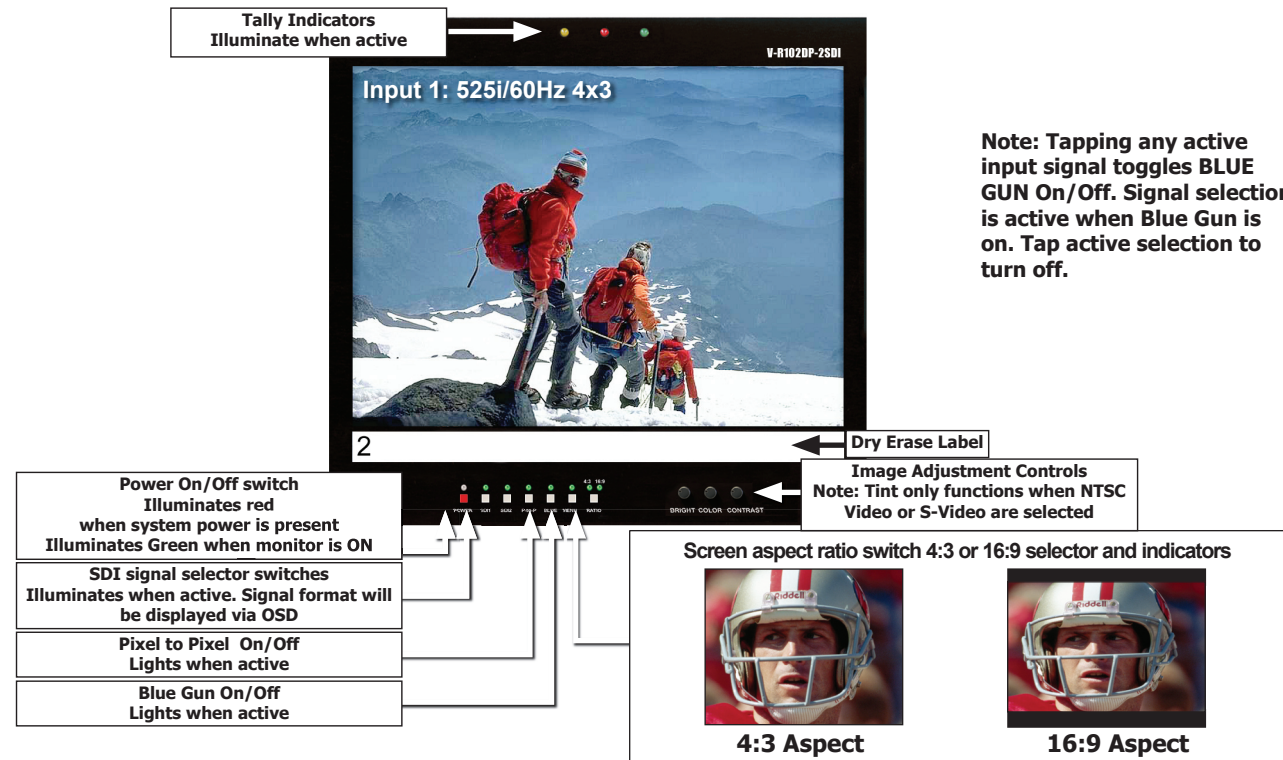 Tally Indicators
Illuminate when active
V-R102DP-2SDI
Input 1: 525i/60Hz 4x3
Note: Tapping any active
input signal toggles BLUE
GUN On/Off. Signal selection
is active when Blue Gun is
on. Tap active selection to
turn off.
2
Dry Erase Label
Power On/Off switch
Illuminates red
when system power is present
Illuminates Green when monitor is ON
4:3 16:9
POWER SDI1 SDI2 P-to-P BLUE MENU RATIO
BRIGHT COLOR CONTRAST
Image Adjustment Controls
Note: Tint only functions when NTSC
Video or S-Video are selected
SDI signal selector switches
Illuminates when active. Signal format will
be displayed via OSD
Pixel to Pixel On/Off
Lights when active
Blue Gun On/Off
Lights when active
Screen aspect ratio switch 4:3 or 16:9 selector and indicators
Riddell
Riddell
4:3 Aspect
16:9 Aspect